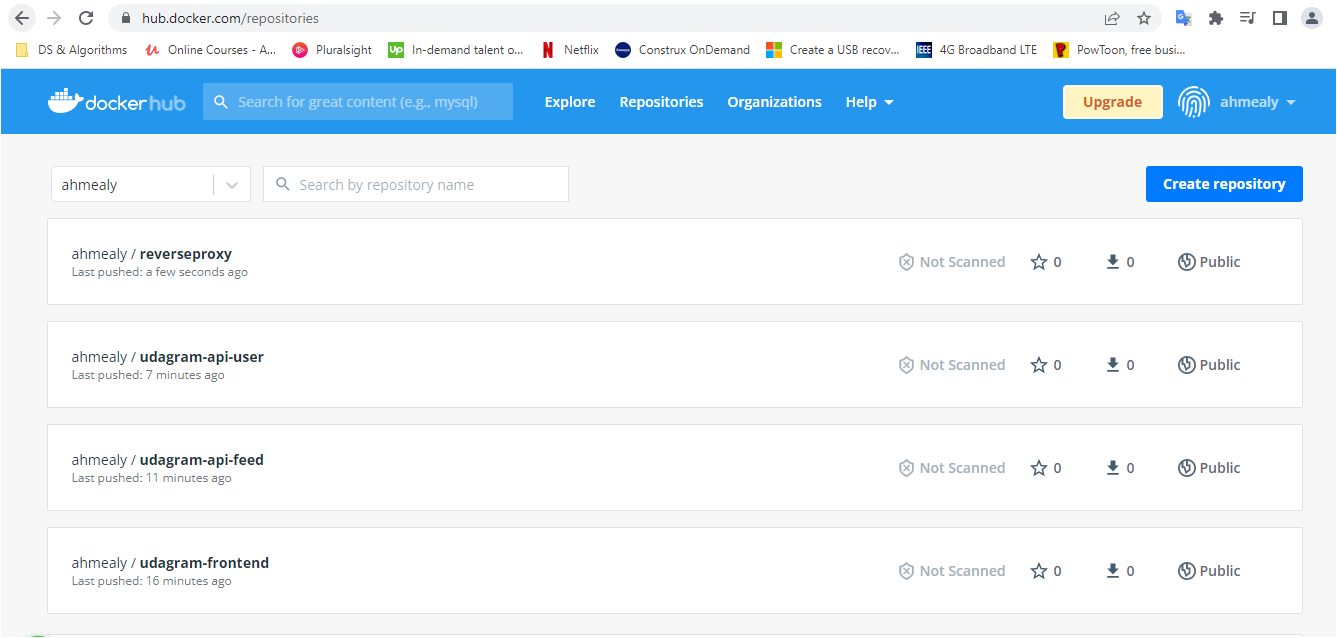 hub.docker.com/repositories
DS & Algorithms Online Courses - A... Pluralsight Up In-demand talent o... Netflix Construx OnDemand Create a USB recov... IEEE 4G Broadband LTE PowToon, free busi...
docker hub Search for great content (e.g., mysql) Explore Repositories Organizations Help Upgrade ahmealy
ahmealy Search by repository name Create repository
ahmealy / reverseproxy
Last pushed: a few seconds ago
Not Scanned 0 0 Public
ahmealy / udagram-api-user
Last pushed: 7 minutes ago
Not Scanned 0 0 Public
ahmealy / udagram-api-feed
Last pushed: 11 minutes ago
Not Scanned 0 0 Public
ahmealy / udagram-frontend
Last pushed: 16 minutes ago
Not Scanned 0 0 Public